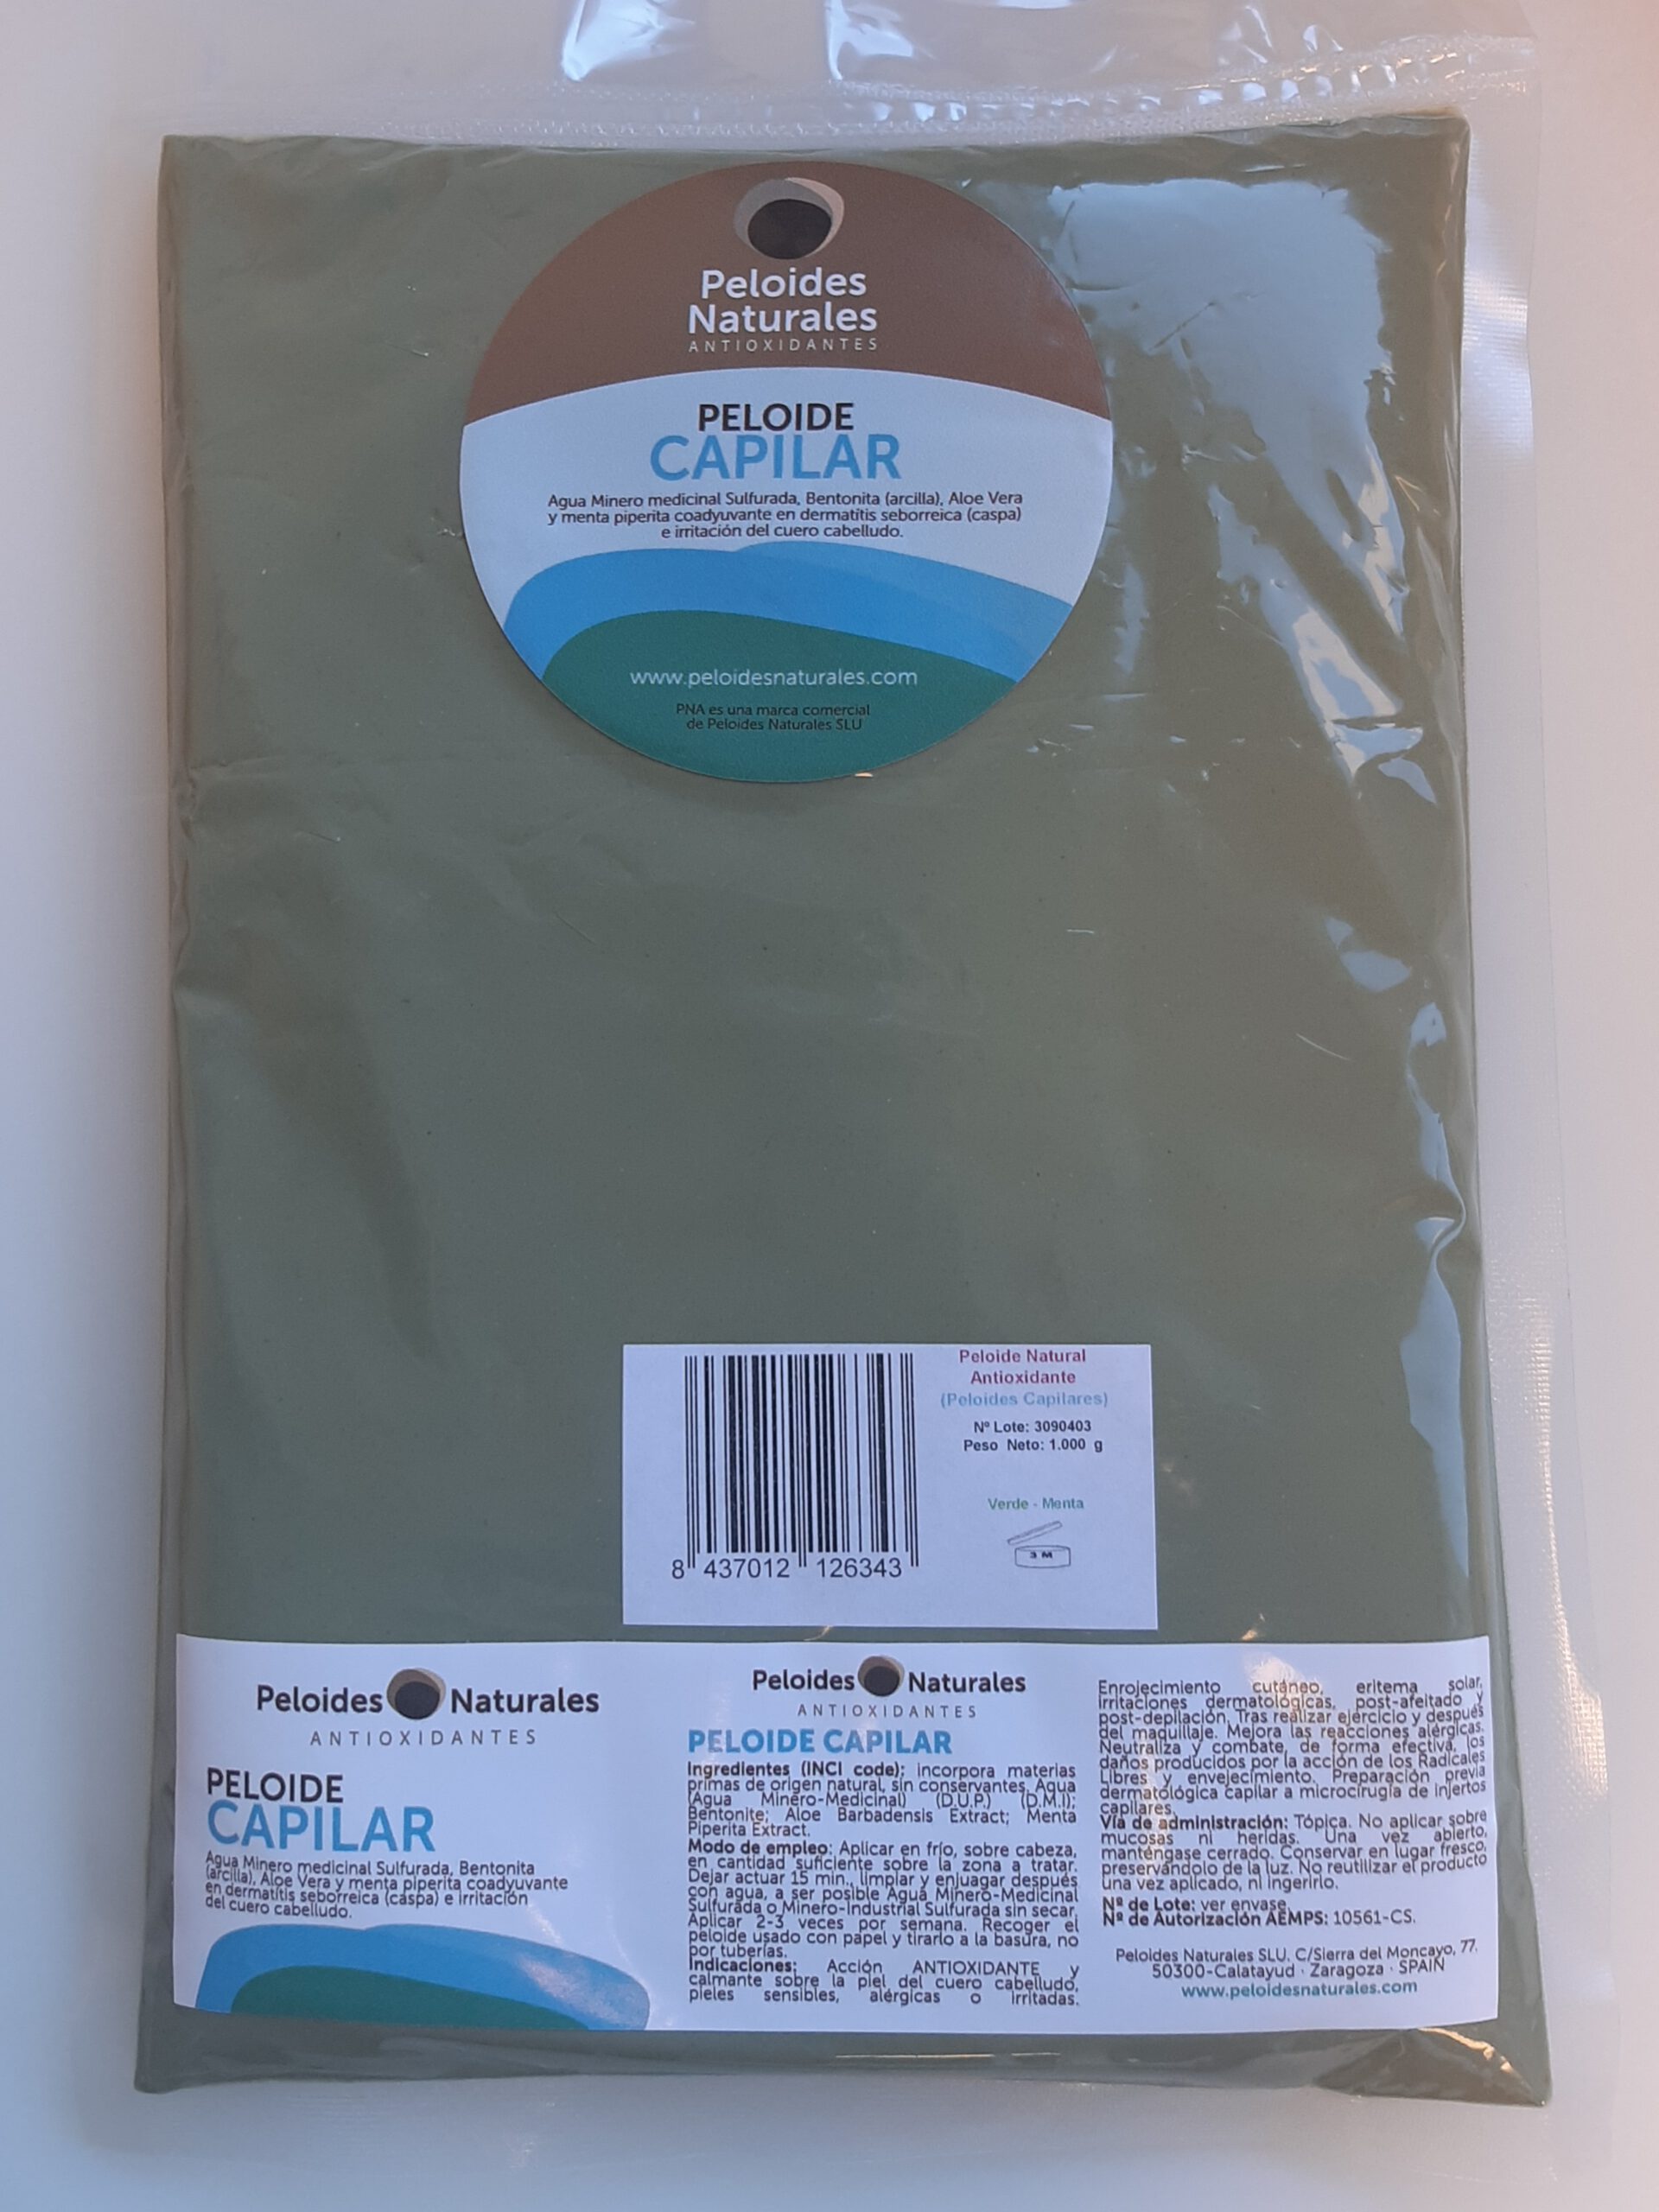 Peloides
Naturales
ANTIOXIDANTES
PELOIDE
CAPILAR
Agua Minero medicinal Sulfurada, Bentonita (arcilla), Aloe Vera
y menta piperita coadyuvante en dermatitis seborreica (caspa)
e irritación del cuero cabelludo.
www.peloidesnaturales.com
PNA es una marca comercial
de Peloides Naturales SLU
Peloide Natural
Antioxidante
(Peloides Capilares)
Nº Lote: 3090403
Peso Neto: 1.000 g
Verde - Menta
3 M
8 437012 126343
Peloides Naturales
ANTIOXIDANTES
PELOIDE
CAPILAR
Agua Minero medicinal Sulfurada, Bentonita
(arcilla), Aloe Vera y menta piperita coadyuvante
en dermatitis seborreica (caspa) e irritación
del cuero cabelludo.
Peloides Naturales
ANTIOXIDANTES
PELOIDE CAPILAR
Ingredientes (INCI code): incorpora materias
primas de origen natural, sin conservantes, Aqua
(Agua Minero-Medicinal) (D.U.P.) (D.M.I);
Bentonite; Aloe Barbadensis Extract; Menta
Piperita Extract.
Modo de empleo: Aplicar en frío, sobre cabeza,
en cantidad suficiente sobre la zona a tratar.
Dejar actuar 15 min., limpiar y enjuagar después
con agua, a ser posible Agua Minero-Medicinal
Sulfurada o Minero-Industrial Sulfurada sin secar.
Aplicar 2-3 veces por semana. Recoger el
peloide usado con papel y tirarlo a la basura, no
por tuberías.
Indicaciones: Acción ANTIOXIDANTE y
calmante sobre la piel del cuero cabelludo,
pieles sensibles, alérgicas o irritadas.
Enrojecimiento cutáneo, eritema solar,
irritaciones dermatológicas, post-afeitado y
post-depilación. Tras realizar ejercicio y después
del maquillaje. Mejora las reacciones alérgicas.
Neutraliza y combate, de forma efectiva, los
daños producidos por la acción de los Radicales
Libres y envejecimiento. Preparación previa
dermatológica capilar a microcirugía de injertos
capilares.
Vía de administración: Tópica. No aplicar sobre
mucosas ni heridas. Una vez abierto,
manténgase cerrado. Conservar en lugar fresco,
preservándolo de la luz. No reutilizar el producto
una vez aplicado, ni ingerirlo.
Nº de Lote: ver envase.
Nº de Autorización AEMPS: 10561-CS.
Peloides Naturales SLU. C/Sierra del Moncayo, 77.
50300-Calatayud · Zaragoza · SPAIN
www.peloidesnaturales.com